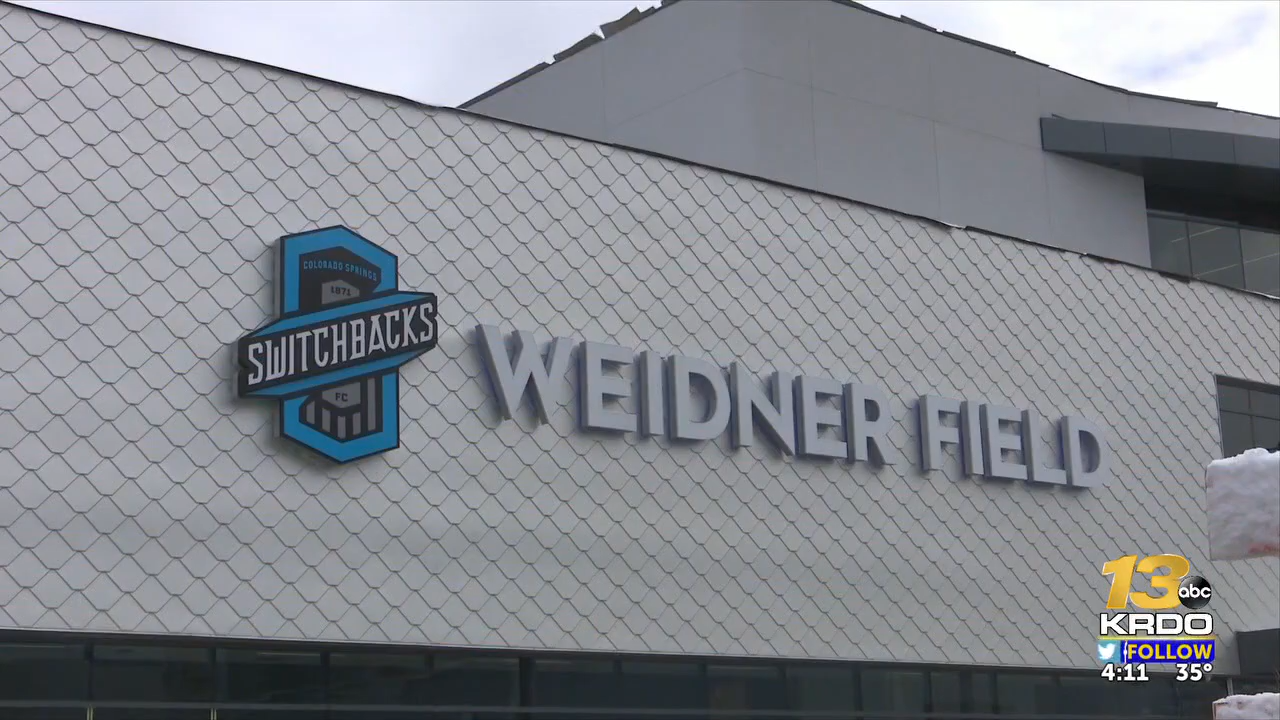 COLORADO SPRINGS
1871
SWITCHBACKS
FC
WEIDNER FIELD
13
abc
KRDO
FOLLOW
4:11 35°